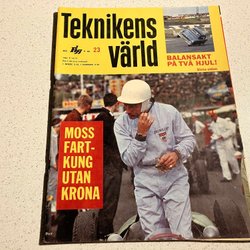 Teknikens
värld
23
BALANSAKT
PÅ TVÅ HJUL!
MOSS
FART-
KUNG
UTAN
KRONA